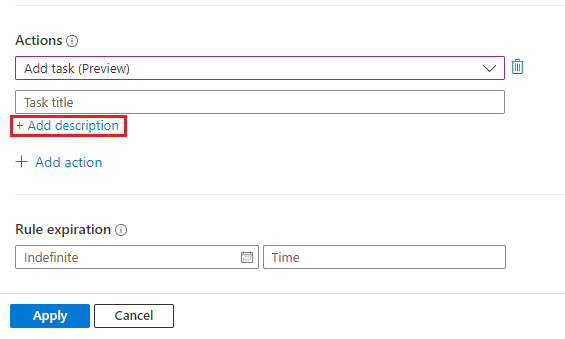 Actions
Add task (Preview)
Task title
+ Add description
+ Add action
Rule expiration
Indefinite Time
Apply Cancel